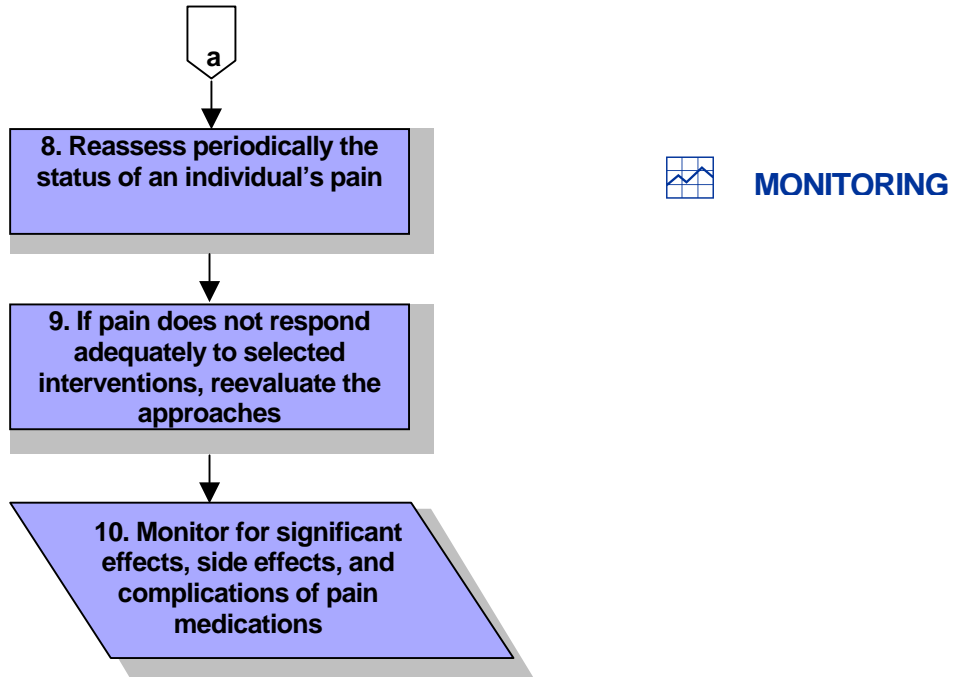 a
8. Reassess periodically the
status of an individual's pain
MONITORING
9. If pain does not respond
adequately to selected
interventions, reevaluate the
approaches
10. Monitor for significant
effects, side effects, and
complications of pain
medications